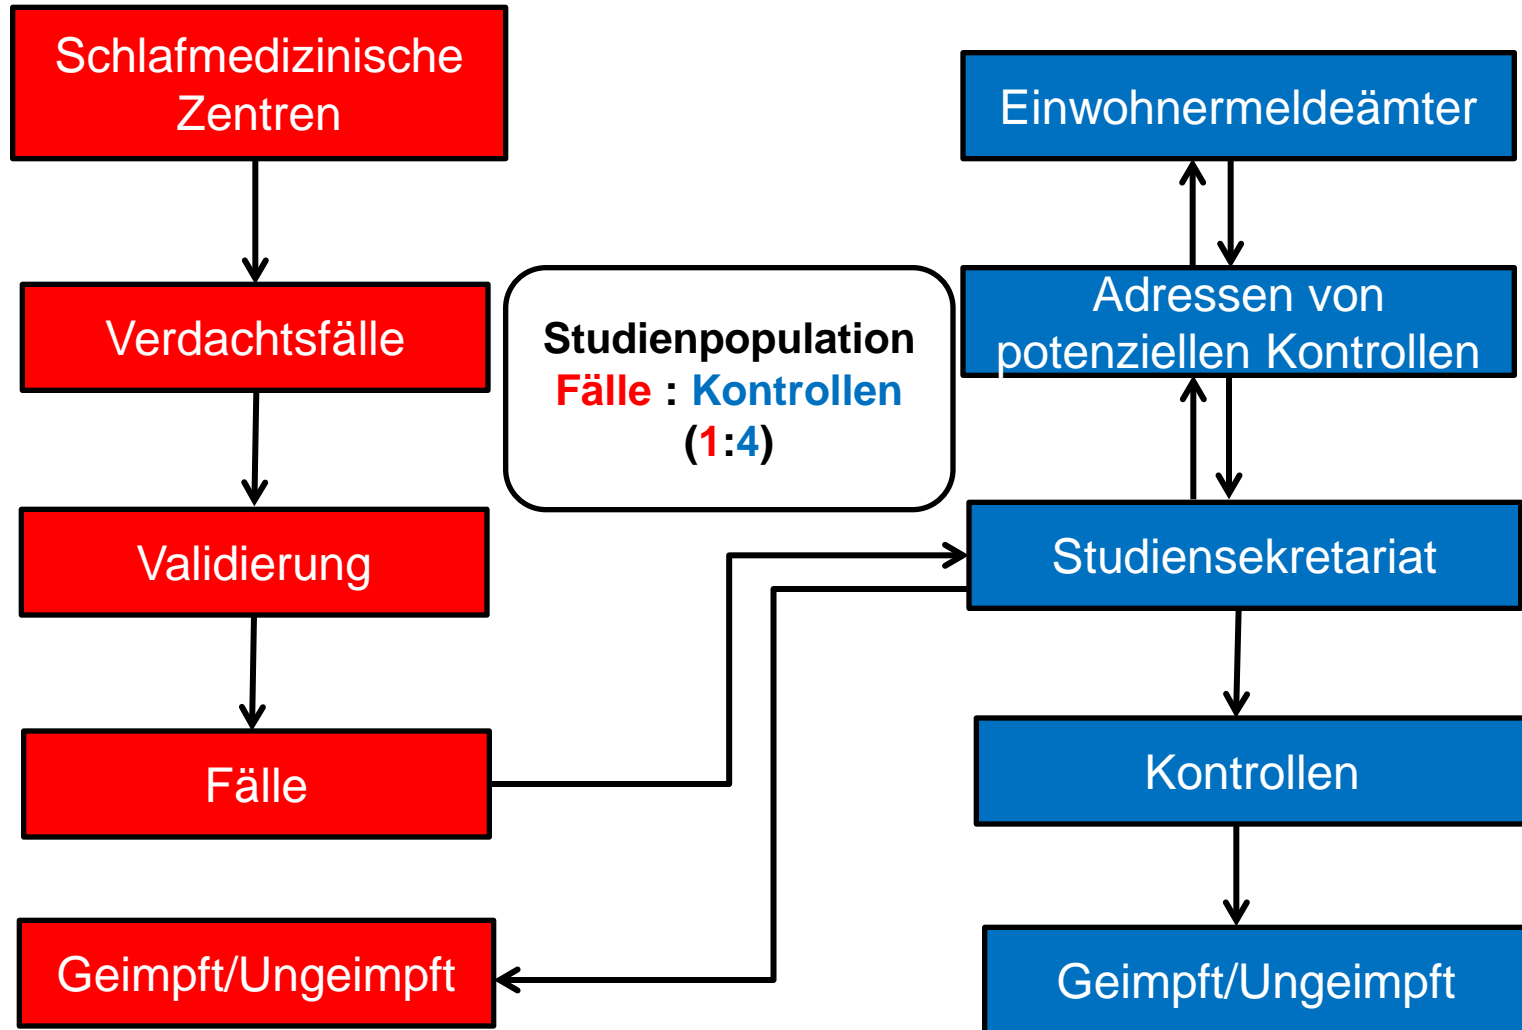 Schlafmedizinische
Zentren
Verdachtsfälle
Validierung
Fälle
Geimpft/Ungeimpft
Studienpopulation
Fälle : Kontrollen
(1:4)
Einwohnermeldeämter
Adressen von
potenziellen Kontrollen
Studiensekretariat
Kontrollen
Geimpft/Ungeimpft